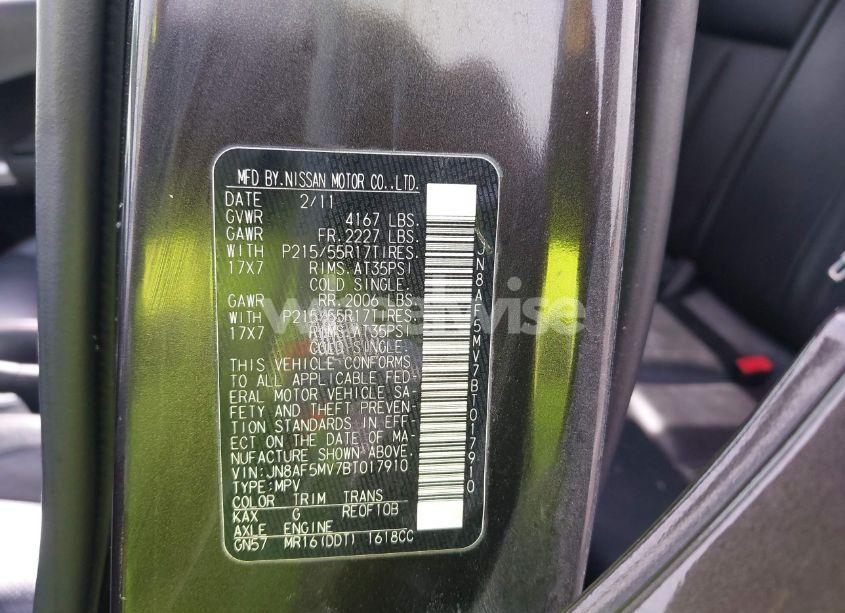 MFD BY.NISSAN MOTOR CO.,LTD.
DATE 2/11
GVWR 4167 LBS.
GAWR FR.2227 LBS.
WITH P215/55R17TIRES.
17X7 RIMS.AT35PSI
COLD SINGLE.
GAWR RR.2006 LBS.
WITH P215/55R17TIRES.
17X7 RIMS.AT35PSI
COLD SINGLE.
THIS VEHICLE CONFORMS
TO ALL APPLICABLE FED-
ERAL MOTOR VEHICLE SA-
FETY AND THEFT PREVEN-
TION STANDARDS IN EFF
ECT ON THE DATE OF MA-
NUFACTURE SHOWN ABOVE.
VIN:JN8AF5MV7BT017910
TYPE:MPV
COLOR TRIM TRANS
KAX G RE0F10B
AXLE ENGINE
GN57 MR16(DDT) 1618CC
JN8AF5MV7BT017910
wheelwise